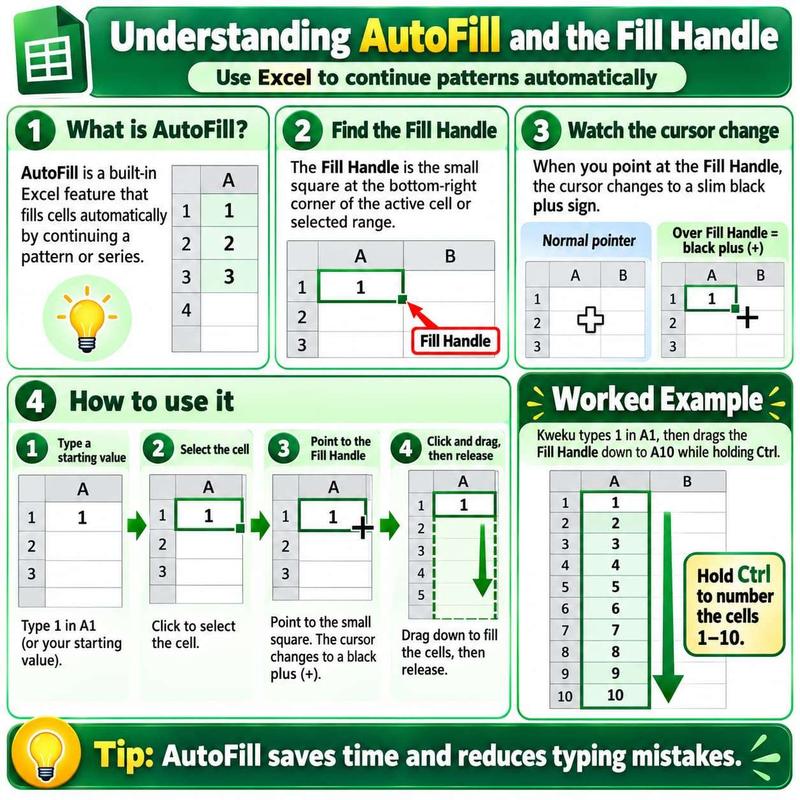 Understanding AutoFill and the Fill Handle
Use Excel to continue patterns automatically
1 What is AutoFill?
AutoFill is a built-in
Excel feature that
fills cells automatically
by continuing a
pattern or series.
A
1 1
2 2
3 3
4
2 Find the Fill Handle
The Fill Handle is the small
square at the bottom-right
corner of the active cell or
selected range.
A B
1 1
2
3
Fill Handle
3 Watch the cursor change
When you point at the Fill Handle,
the cursor changes to a slim black
plus sign.
Normal pointer
A B
1
2
3
Over Fill Handle =
black plus (+)
A B
1 1
2
3
4 How to use it
1 Type a
starting value
A
1 1
2
3
Type 1 in A1
(or your starting
value).
2 Select the cell
A
1 1
2
3
Click to select
the cell.
3 Point to the
Fill Handle
A
1 1
2
3
Point to the small
square. The cursor
changes to a black
plus (+).
4 Click and drag,
then release
A
1 1
2
3
4
5
Drag down to fill
the cells, then
release.
Worked Example
Kweku types 1 in A1, then drags the
Fill Handle down to A10 while holding Ctrl.
A B
1 1
2 2
3 3
4 4
5 5
6 6
7 7
8 8
9 9
10 10
Hold Ctrl
to number
the cells
1–10.
Tip: AutoFill saves time and reduces typing mistakes.